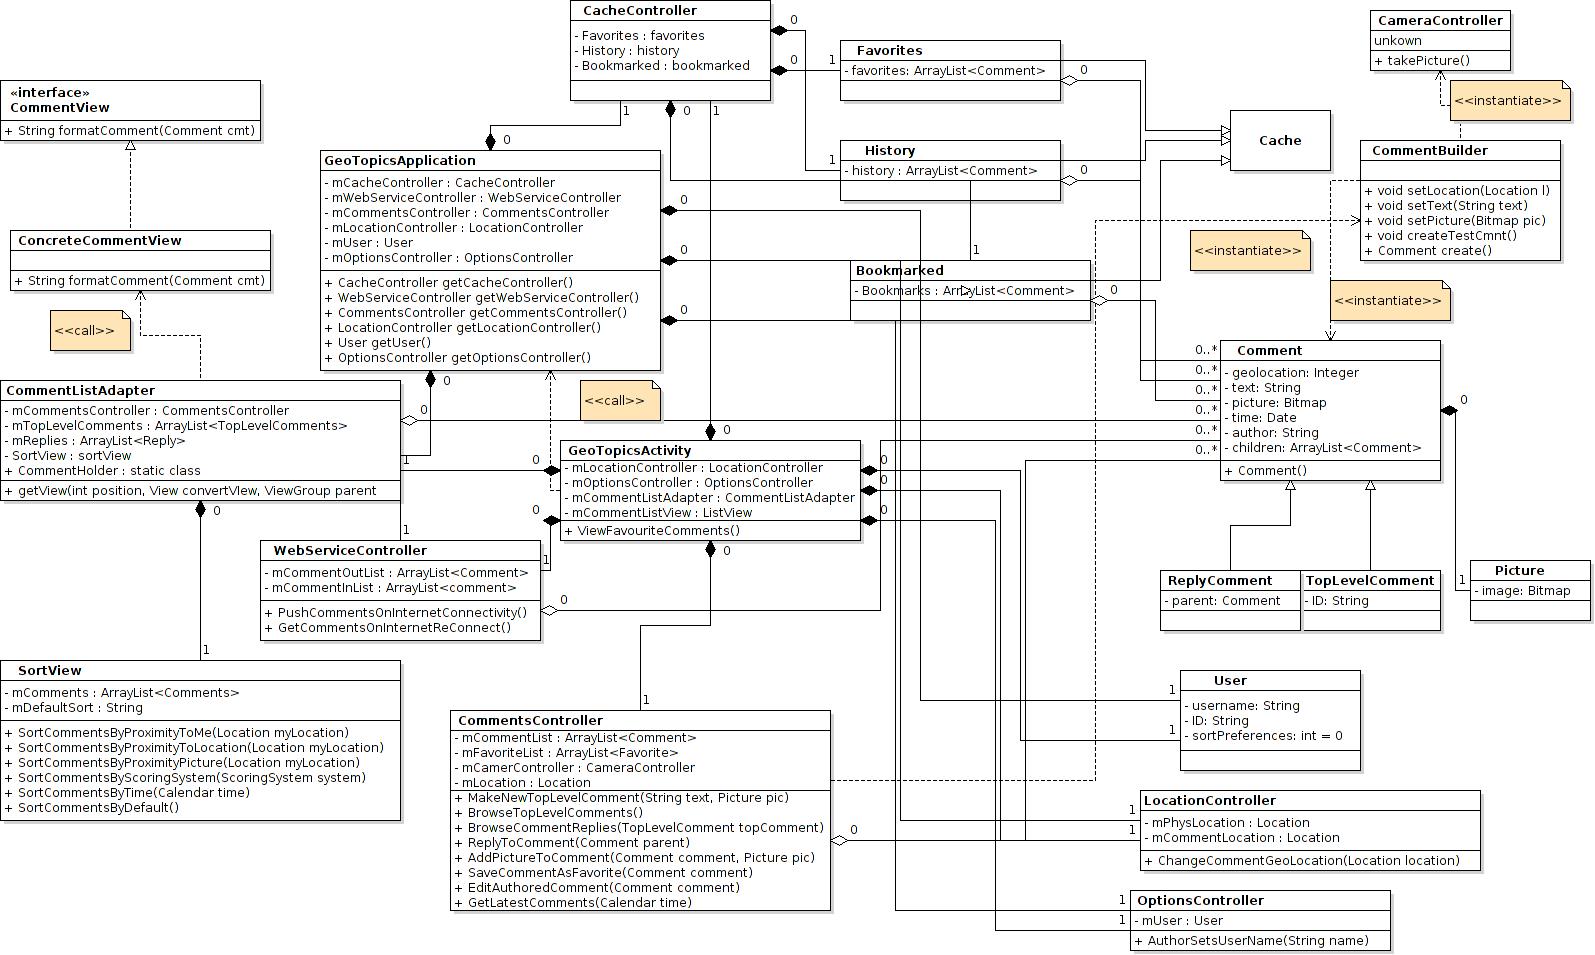 CacheController
- Favorites : favorites
- History : history
- Bookmarked : bookmarked
0
0
1
0
1
Favorites
- favorites: ArrayList<Comment>
1
0
CameraController
unkown
+ takePicture()
<<instantiate>>
«interface»
CommentView
+ String formatComment(Comment cmt)
0
History
- history : ArrayList<Comment>
1
0
Cache
CommentBuilder
+ void setLocation(Location l)
+ void setText(String text)
+ void setPicture(Bitmap pic)
+ void createTestCmnt()
+ Comment create()
GeoTopicsApplication
- mCacheController : CacheController
- mWebServiceController : WebServiceController
- mCommentsController : CommentsController
- mLocationController : LocationController
- mUser : User
- mOptionsController : OptionsController
+ CacheController getCacheController()
+ WebServiceController getWebServiceController()
+ CommentsController getCommentsController()
+ LocationController getLocationController()
+ User getUser()
+ OptionsController getOptionsController()
0
0
0
0
1
<<instantiate>>
ConcreteCommentView
+ String formatComment(Comment cmt)
Bookmarked
- Bookmarks : ArrayList<Comment>
0
<<instantiate>>
<<call>>
<<call>>
Comment
- geolocation: Integer
- text: String
- picture: Bitmap
- time: Date
- author: String
- children: ArrayList<Comment>
+ Comment()
0..*
0..*
0..*
0..*
0..*
0
CommentListAdapter
- mCommentsController : CommentsController
- mTopLevelComments : ArrayList<TopLevelComments>
- mReplies : ArrayList<Reply>
- SortView : sortView
+ CommentHolder : static class
+ getView(int position, View convertVIew, ViewGroup parent
0
1
0
1
0
GeoTopicsActivity
- mLocationController : LocationController
- mOptionsController : OptionsController
- mCommentListAdapter : CommentListAdapter
- mCommentListView : ListView
+ ViewFavouriteComments()
0
0
0
0
0
0
1
WebServiceController
- mCommentOutList : ArrayList<Comment>
- mCommentInList : ArrayList<comment>
+ PushCommentsOnInternetConnectivity()
+ GetCommentsOnInternetReConnect()
0
ReplyComment
- parent: Comment
TopLevelComment
- ID: String
1
Picture
- image: Bitmap
1
SortView
- mComments : ArrayList<Comments>
- mDefaultSort : String
+ SortCommentsByProximityToMe(Location myLocation)
+ SortCommentsByProximityToLocation(Location myLocation)
+ SortCommentsByProximityPicture(Location myLocation)
+ SortCommentsByScoringSystem(ScoringSystem system)
+ SortCommentsByTime(Calendar time)
+ SortCommentsByDefault()
1
CommentsController
- mCommentList : ArrayList<Comment>
- mFavoriteList : ArrayList<Favorite>
- mCamerController : CameraController
- mLocation : Location
+ MakeNewTopLevelComment(String text, Picture pic)
+ BrowseTopLevelComments()
+ BrowseCommentReplies(TopLevelComment topComment)
+ ReplyToComment(Comment parent)
+ AddPictureToComment(Comment comment, Picture pic)
+ SaveCommentAsFavorite(Comment comment)
+ EditAuthoredComment(Comment comment)
+ GetLatestComments(Calendar time)
0
1
1
User
- username: String
- ID: String
- sortPreferences: int = 0
1
1
LocationController
- mPhysLocation : Location
- mCommentLocation : Location
+ ChangeCommentGeoLocation(Location location)
1
1
OptionsController
- mUser : User
+ AuthorSetsUserName(String name)